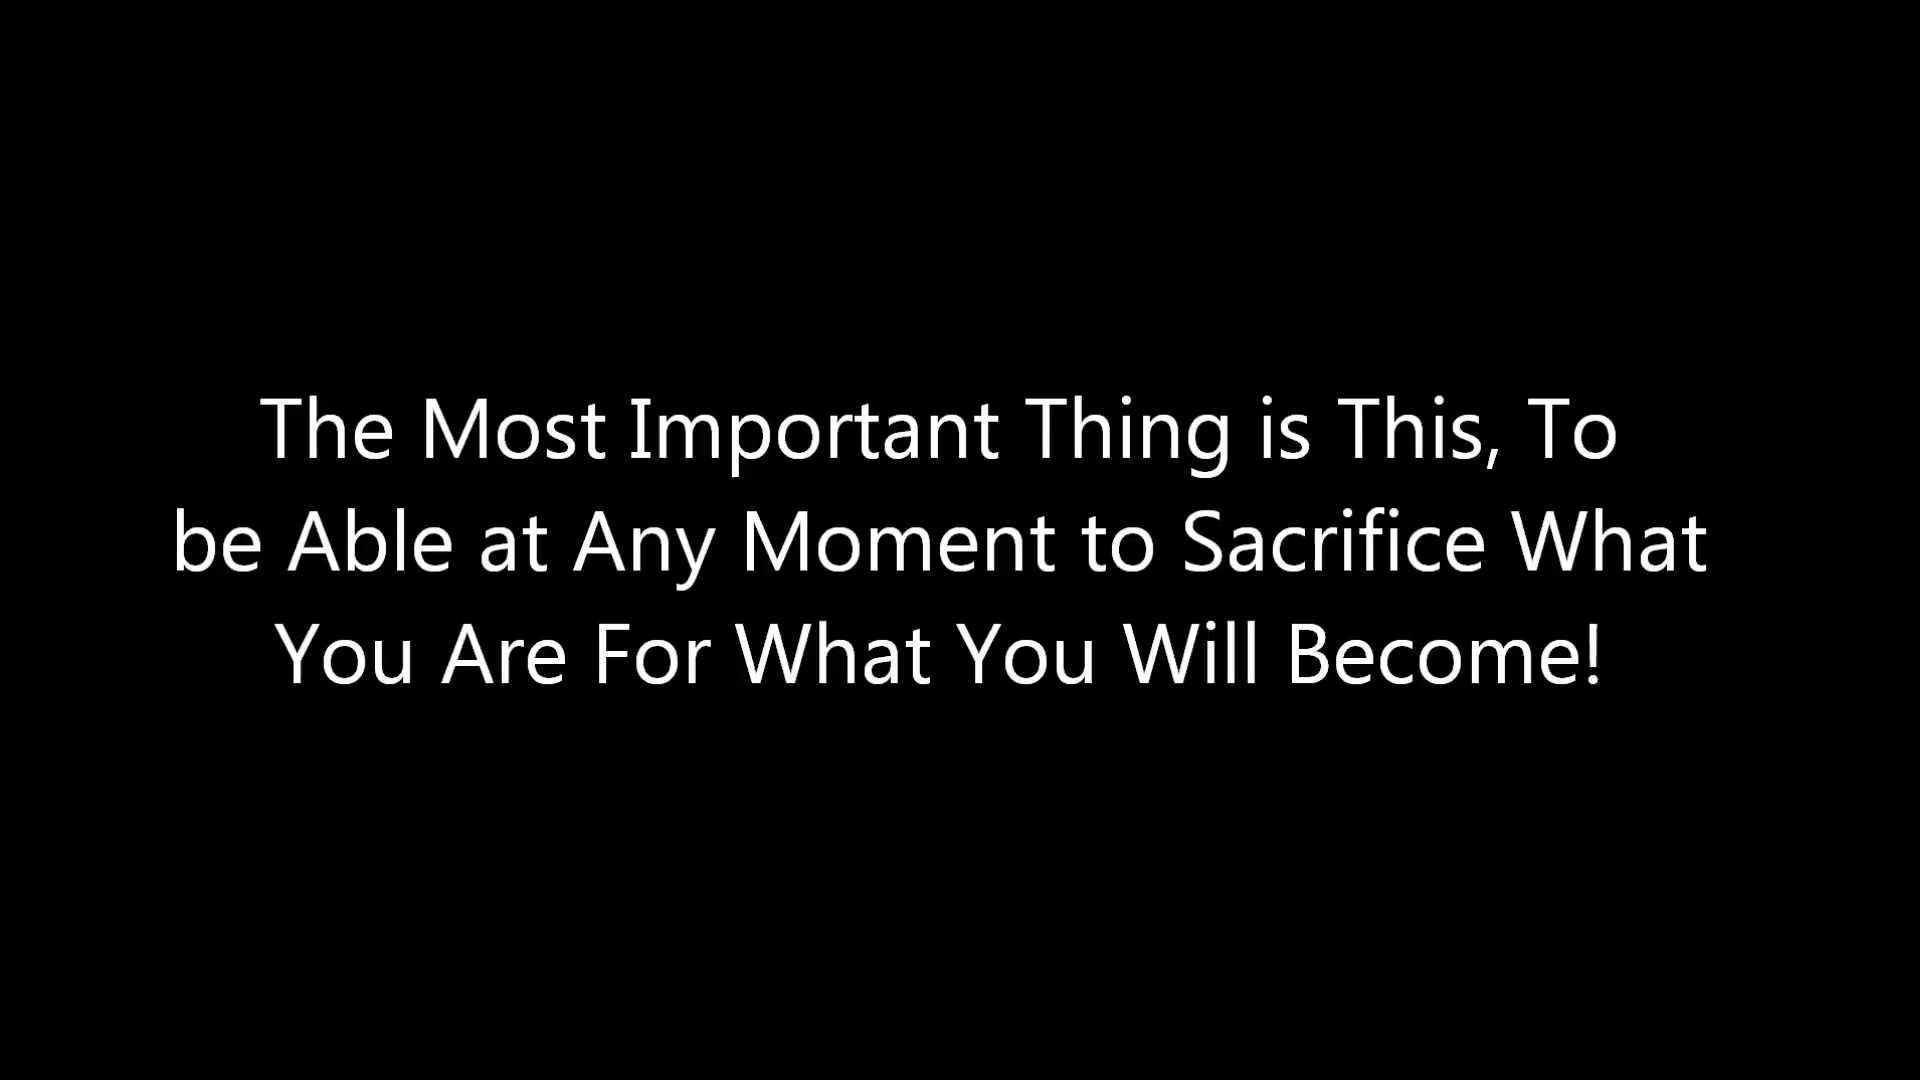 The Most Important Thing is This, To
be Able at Any Moment to Sacrifice What
You Are For What You Will Become!